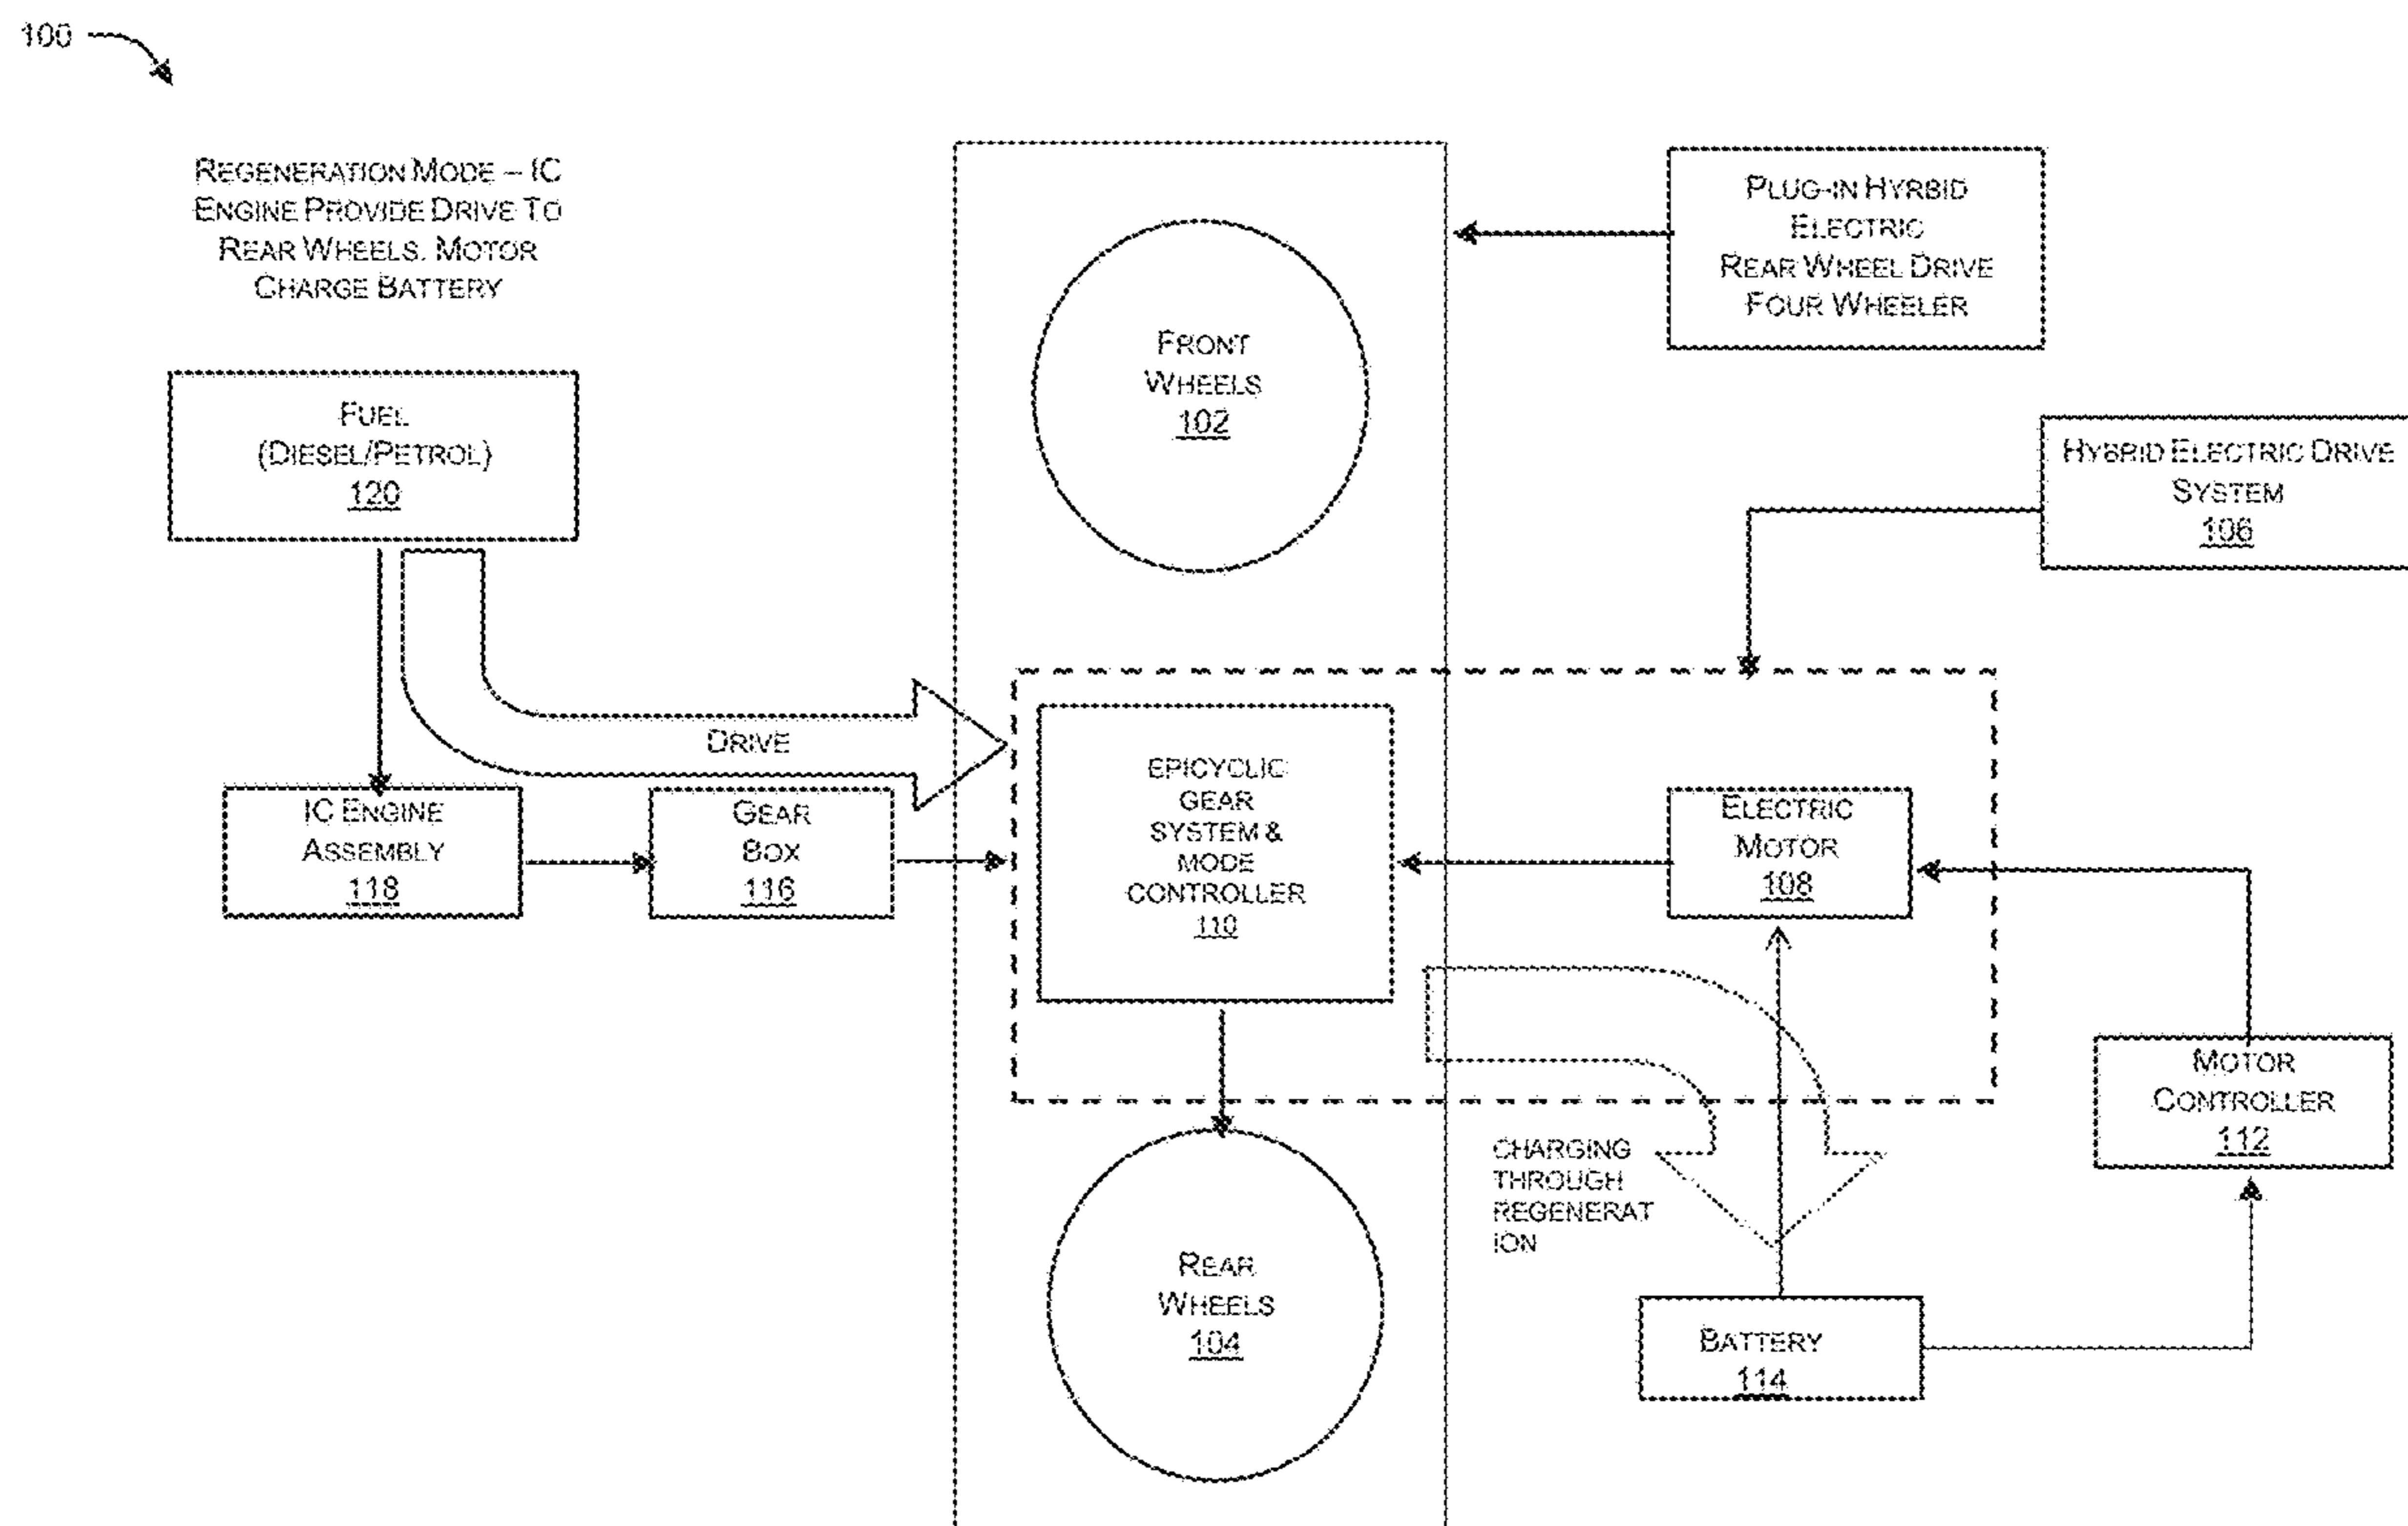 100
REGENERATION MODE – IC
ENGINE PROVIDE DRIVE TO
REAR WHEELS. MOTOR
CHARGE BATTERY
PLUG-IN HYRBID
ELECTRIC
REAR WHEEL DRIVE
FOUR WHEELER
FRONT
WHEELS
102
FUEL
(DIESEL/PETROL)
120
HYBRID ELECTRIC DRIVE
SYSTEM
106
DRIVE
IC ENGINE
ASSEMBLY
118
GEAR
BOX
116
EPICYCLIC
GEAR
SYSTEM &
MODE
CONTROLLER
110
ELECTRIC
MOTOR
108
MOTOR
CONTROLLER
112
CHARGING
THROUGH
REGENERAT
ION
REAR
WHEELS
104
BATTERY
114